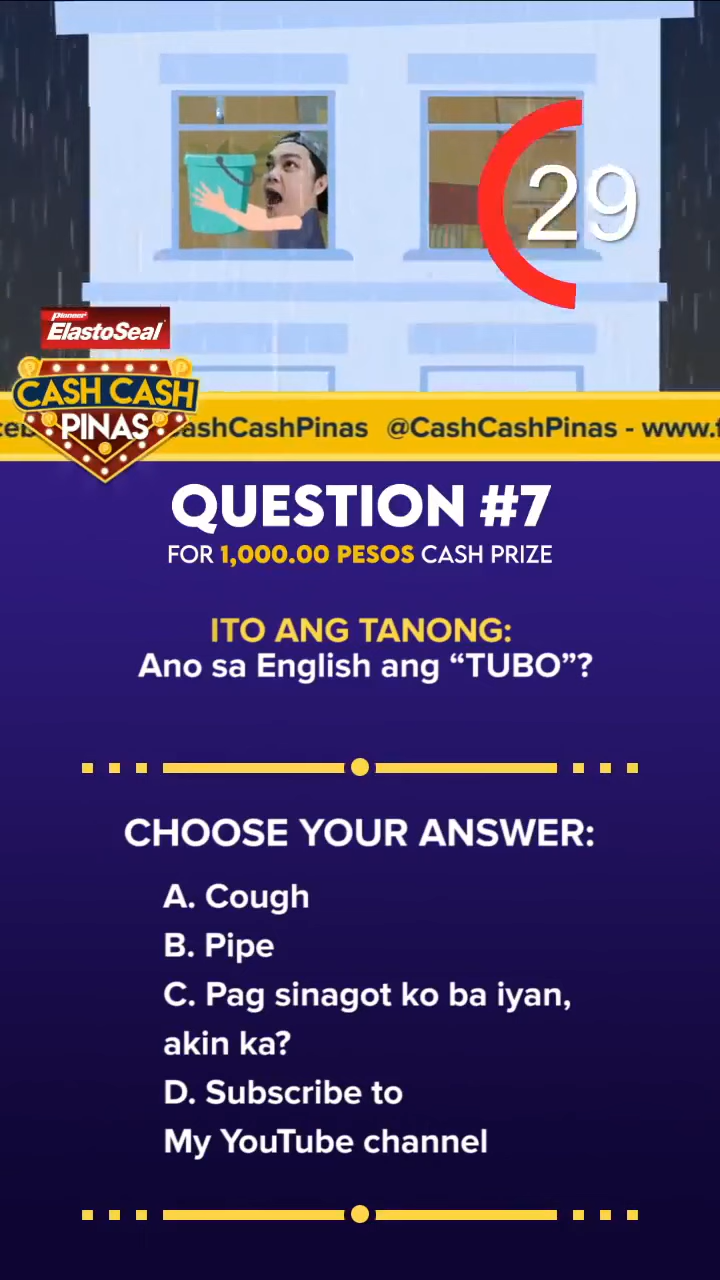 29
Pioneer
ElastoSeal
CASH CASH
PINAS
ashCashPinas @CashCashPinas - www.f
QUESTION #7
FOR 1,000.00 PESOS CASH PRIZE
ITO ANG TANONG:
Ano sa English ang “TUBO”?
CHOOSE YOUR ANSWER:
A. Cough
B. Pipe
C. Pag sinagot ko ba iyan,
akin ka?
D. Subscribe to
My YouTube channel